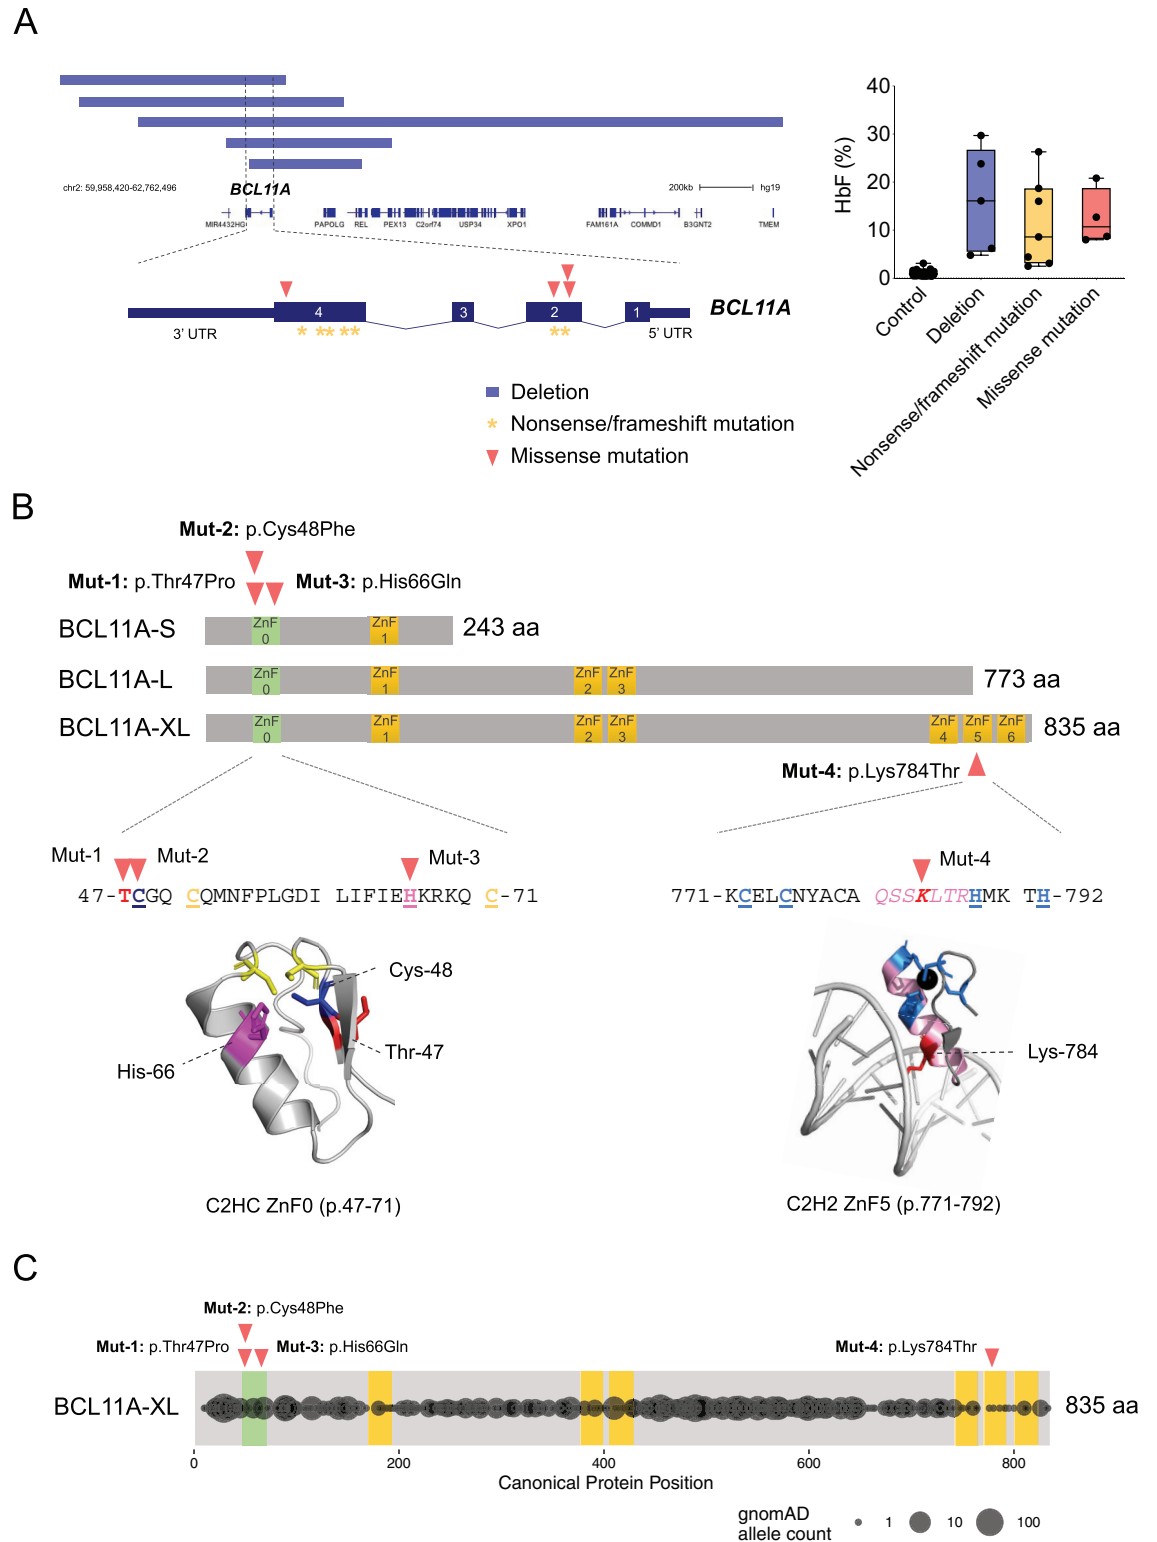 A
chr2: 59,958,420-62,762,496
BCL11A
200kb
hg19
MIR4432HG
PAPOLG
REL
PEX13
C2orf74
USP34
XPO1
FAM161A
COMMD1
B3GNT2
TMEM
4
3
2
1
BCL11A
3' UTR
5' UTR
Deletion
* Nonsense/frameshift mutation
Missense mutation
HbF (%)
40
30
20
10
0
Control
Deletion
Nonsense/frameshift mutation
Missense mutation
B
Mut-2: p.Cys48Phe
Mut-1: p.Thr47Pro
Mut-3: p.His66Gln
BCL11A-S
ZnF
0
ZnF
1
243 aa
BCL11A-L
ZnF
0
ZnF
1
ZnF
2
ZnF
3
773 aa
BCL11A-XL
ZnF
0
ZnF
1
ZnF
2
ZnF
3
ZnF
4
ZnF
5
ZnF
6
835 aa
Mut-4: p.Lys784Thr
Mut-1
Mut-2
Mut-3
47-TCGQ CQMNFPLGDI LIFIEHKRKQ C-71
Mut-4
771-KCELCNYACA QSSKLTRHMK TH-792
Cys-48
Thr-47
His-66
C2HC ZnF0 (p.47-71)
Lys-784
C2H2 ZnF5 (p.771-792)
C
Mut-2: p.Cys48Phe
Mut-1: p.Thr47Pro
Mut-3: p.His66Gln
Mut-4: p.Lys784Thr
BCL11A-XL
835 aa
0
200
400
600
800
Canonical Protein Position
gnomAD
allele count
1
10
100